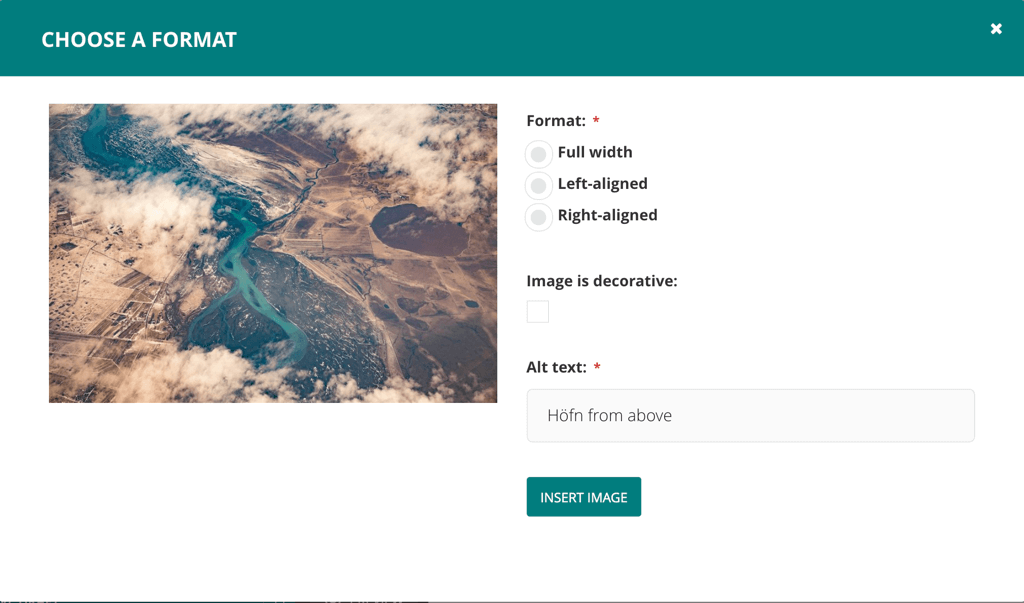 CHOOSE A FORMAT
✖
Format: *
Full width
Left-aligned
Right-aligned
Image is decorative:
Alt text: *
Höfn from above
INSERT IMAGE